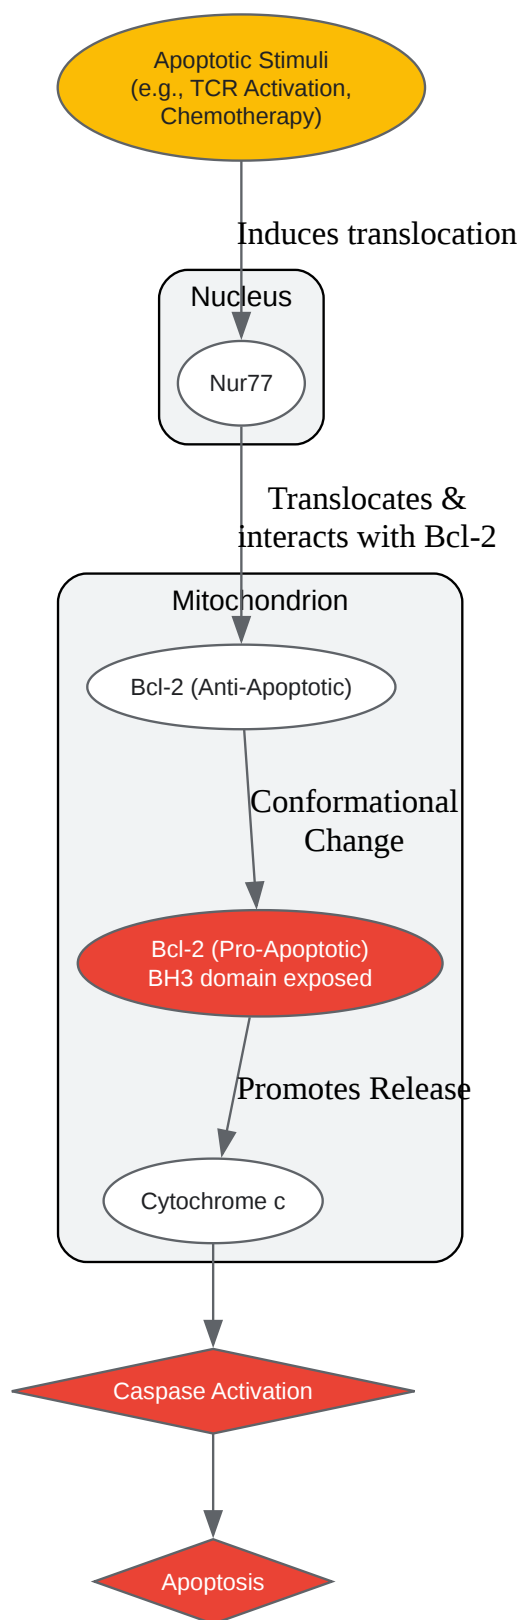 Apoptotic Stimuli
(e.g., TCR Activation,
Chemotherapy)
Induces translocation
Nucleus
Nur77
Translocates &
interacts with Bcl-2
Mitochondrion
Bcl-2 (Anti-Apoptotic)
Conformational
Change
Bcl-2 (Pro-Apoptotic)
BH3 domain exposed
Promotes Release
Cytochrome c
Caspase Activation
Apoptosis